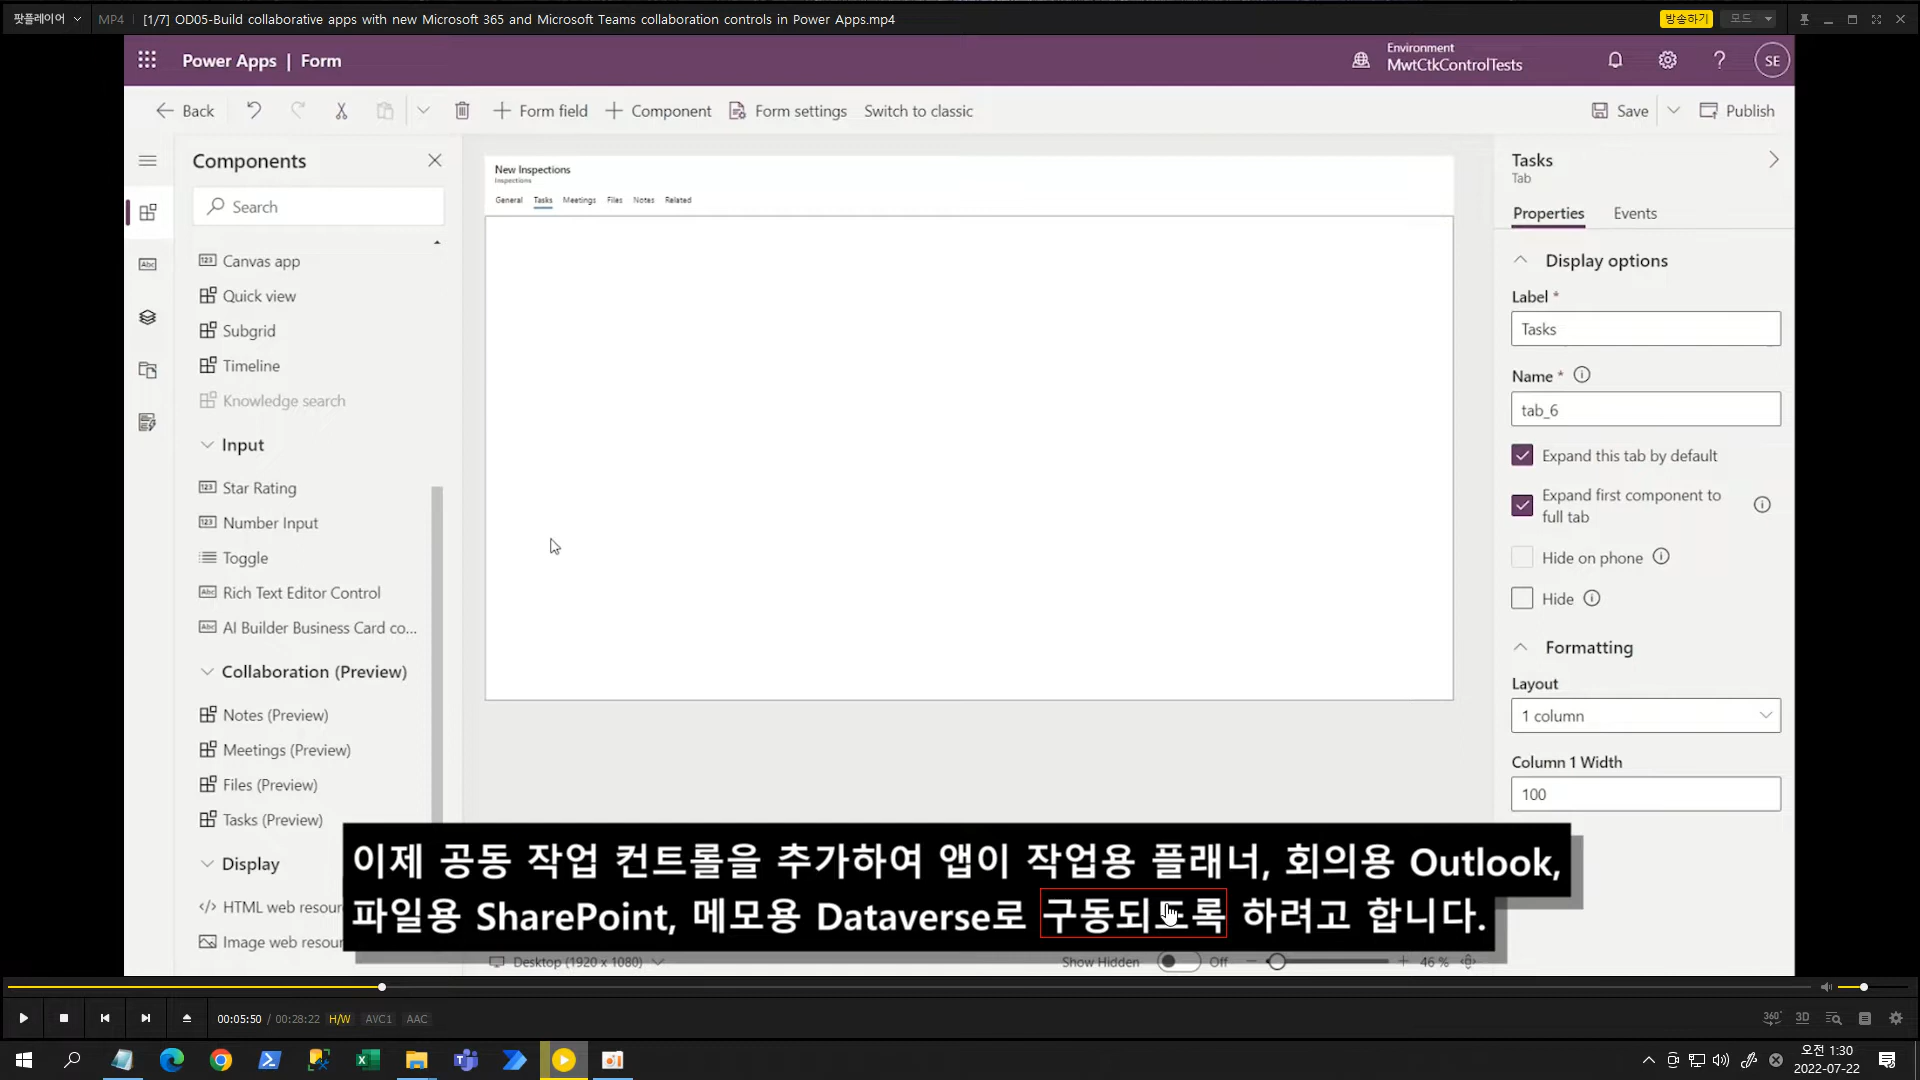 팟플레이어
MP4
[1/7] OD05-Build collaborative apps with new Microsoft 365 and Microsoft Teams collaboration controls in Power Apps.mp4
방송하기
모드
Power Apps | Form
Environment
MwtCtkControlTests
SE
Back
Form field
Component
Form settings
Switch to classic
Save
Publish
Components
Search
Canvas app
Quick view
Subgrid
Timeline
Knowledge search
Input
Star Rating
Number Input
Toggle
Rich Text Editor Control
AI Builder Business Card co...
Collaboration (Preview)
Notes (Preview)
Meetings (Preview)
Files (Preview)
Tasks (Preview)
Display
HTML web resour
Image web resour
New Inspections
Inspections
General Tasks Meetings Files Notes Related
Tasks
Tab
Properties Events
Display options
Label *
Tasks
Name *
tab_6
Expand this tab by default
Expand first component to
full tab
Hide on phone
Hide
Formatting
Layout
1 column
Column 1 Width
100
이제 공동 작업 컨트롤을 추가하여 앱이 작업용 플래너, 회의용 Outlook,
파일용 SharePoint, 메모용 Dataverse로 구동되도록 하려고 합니다.
Desktop (1920 x 1080)
Show Hidden
Off
46 %
00:05:50 / 00:28:22 H/W AVC1 AAC
360°
3D
오전 1:30
2022-07-22